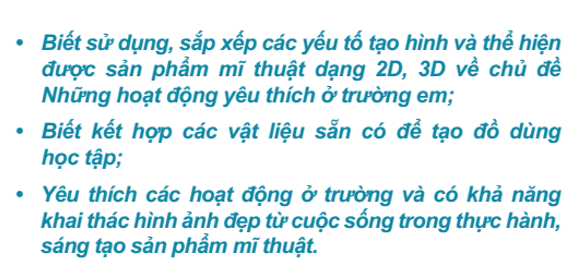 • Biết sử dụng, sắp xếp các yếu tố tạo hình và thể hiện
được sản phẩm mĩ thuật dạng 2D, 3D về chủ đề
Những hoạt động yêu thích ở trường em;
• Biết kết hợp các vật liệu sẵn có để tạo đồ dùng
học tập;
• Yêu thích các hoạt động ở trường và có khả năng
khai thác hình ảnh đẹp từ cuộc sống trong thực hành,
sáng tạo sản phẩm mĩ thuật.